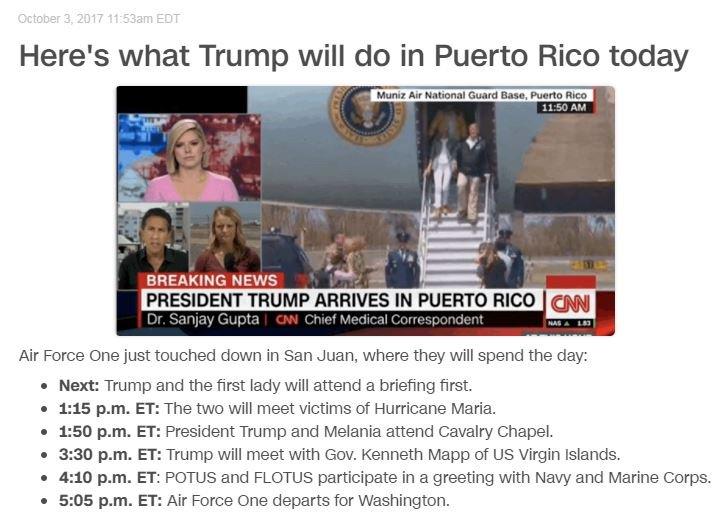 October 3, 2017 11:53am EDT
Here's what Trump will do in Puerto Rico today
Muniz Air National Guard Base, Puerto Rico
11:50 AM
BREAKING NEWS
PRESIDENT TRUMP ARRIVES IN PUERTO RICO
CNN
Dr. Sanjay Gupta | CNN Chief Medical Correspondent
NAS ▲ 1.83
Air Force One just touched down in San Juan, where they will spend the day:
• Next: Trump and the first lady will attend a briefing first.
• 1:15 p.m. ET: The two will meet victims of Hurricane Maria.
• 1:50 p.m. ET: President Trump and Melania attend Cavalry Chapel.
• 3:30 p.m. ET: Trump will meet with Gov. Kenneth Mapp of US Virgin Islands.
• 4:10 p.m. ET: POTUS and FLOTUS participate in a greeting with Navy and Marine Corps.
• 5:05 p.m. ET: Air Force One departs for Washington.